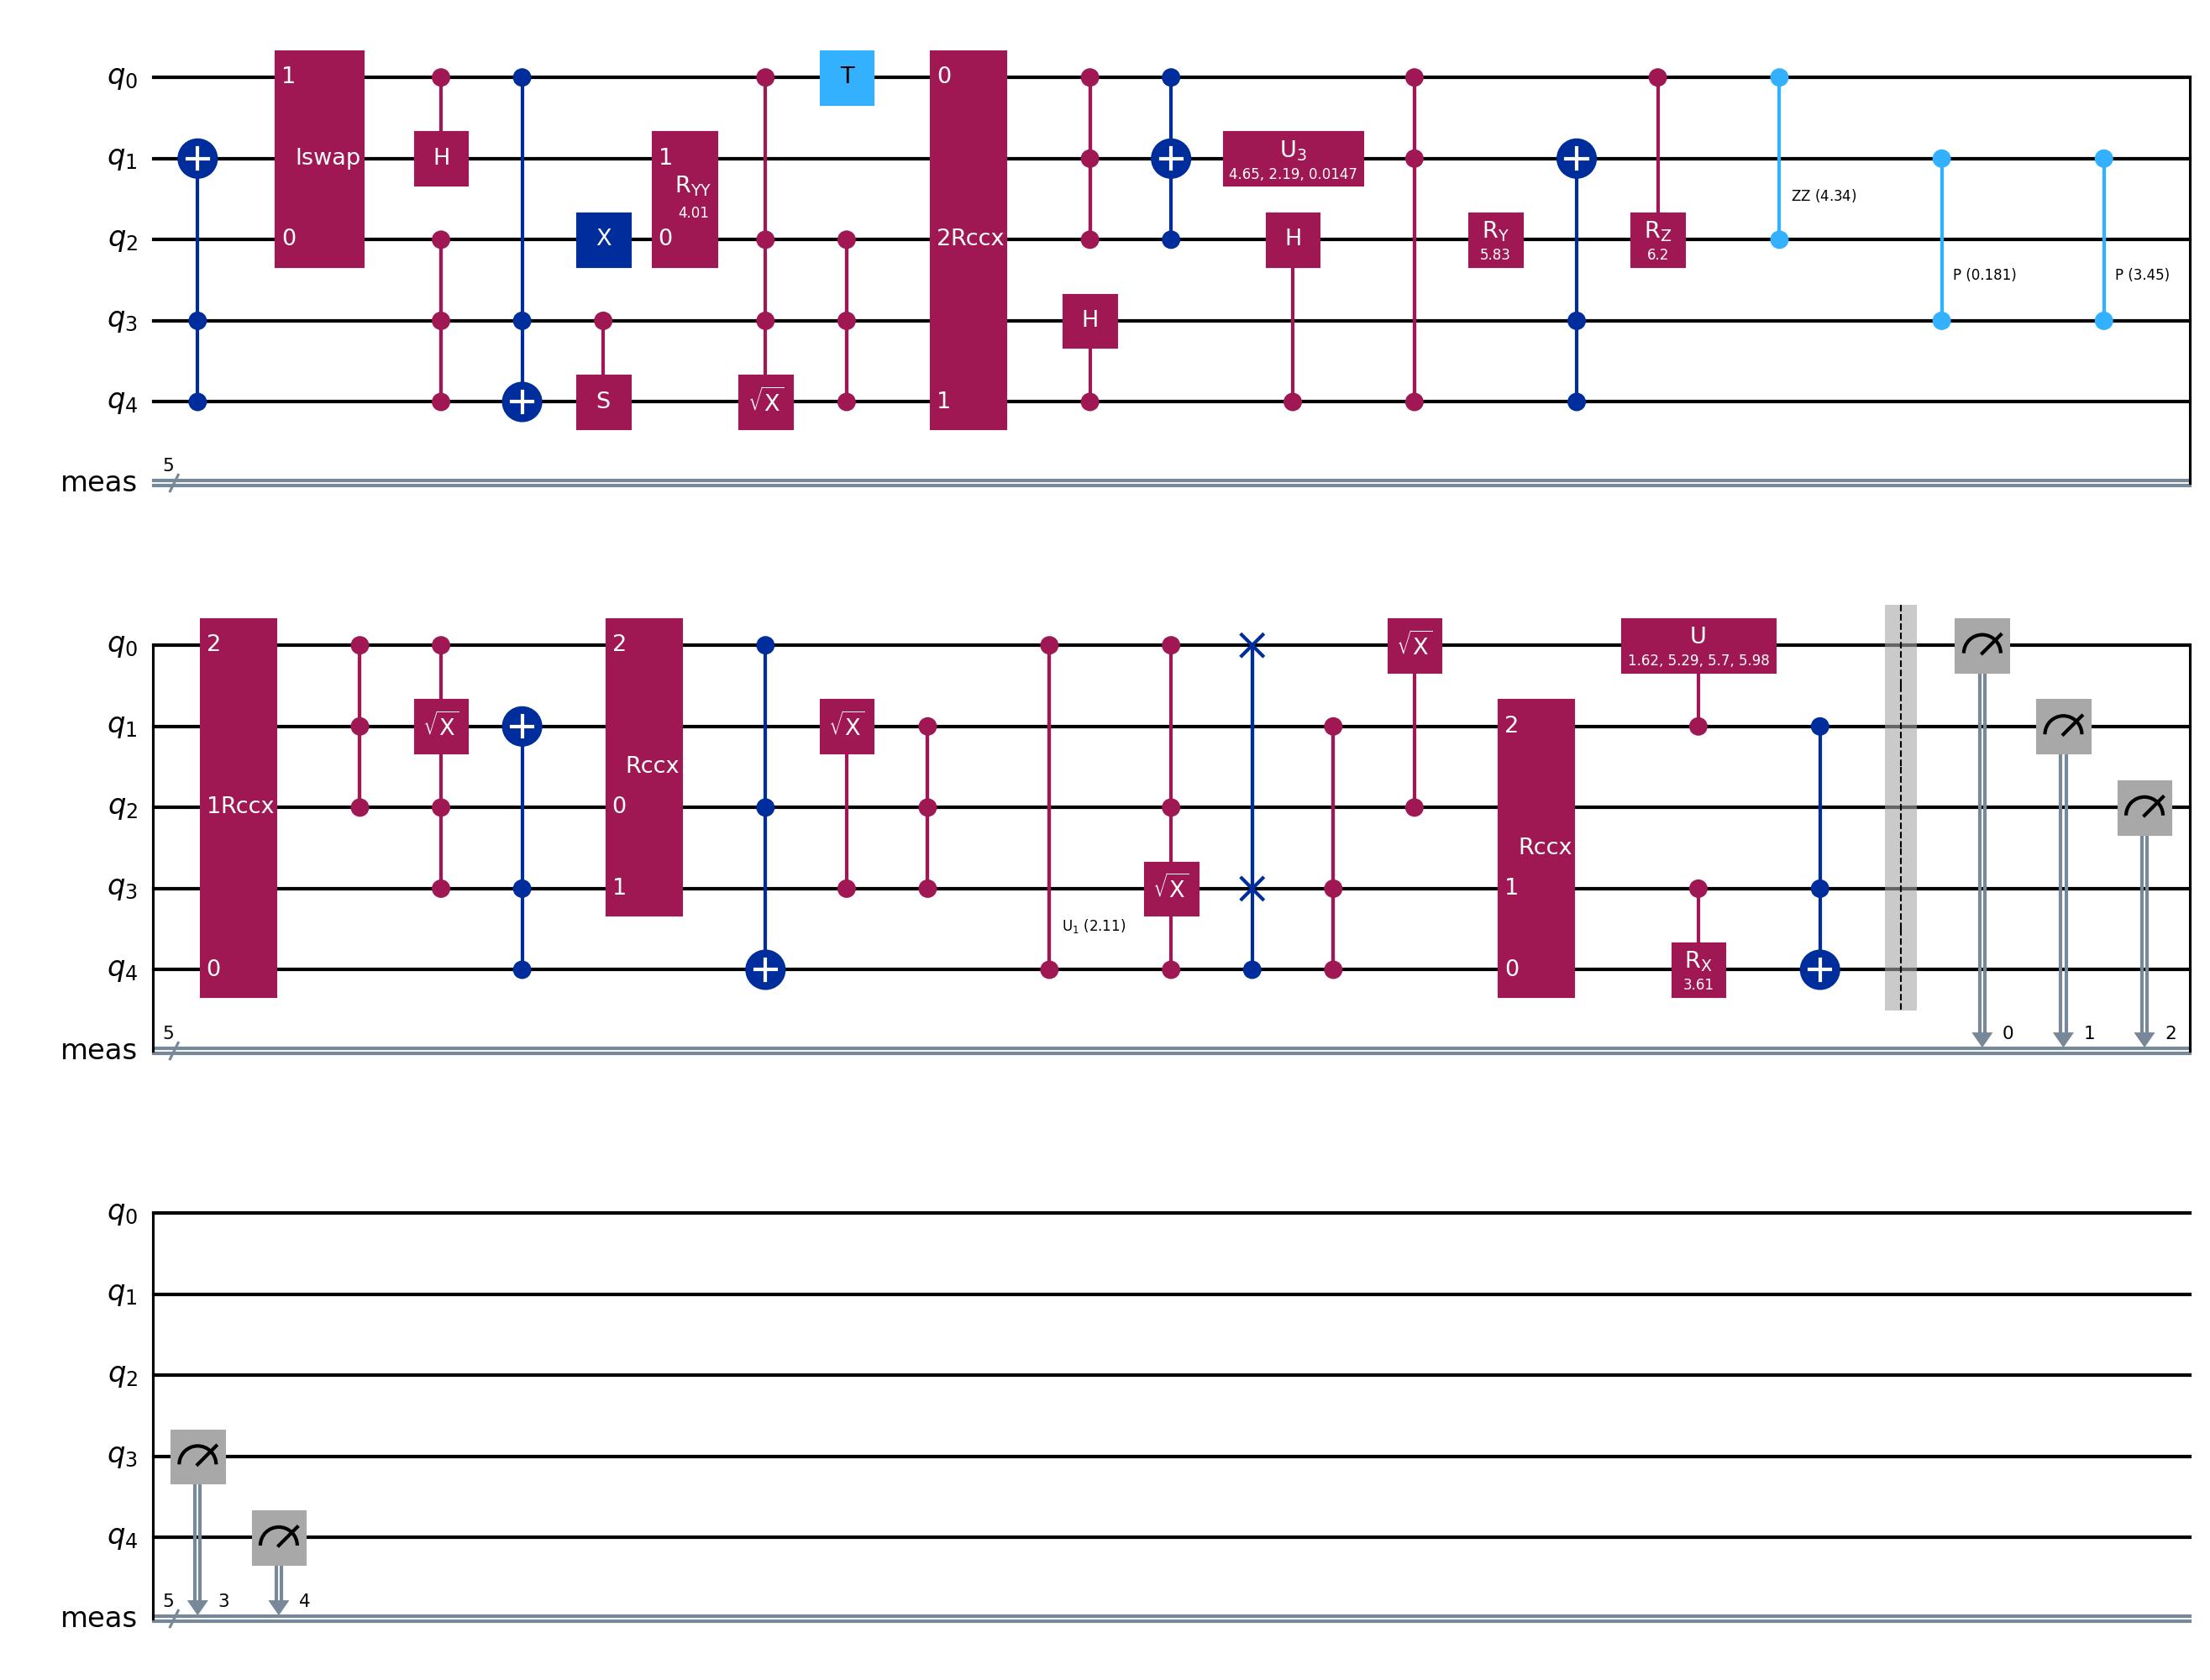 q0 1 T 0
Iswap H 1 U3 4.65, 2.19, 0.0147
q1
RYY 4.01 ZZ (4.34)
q2 0 X 0 2Rccx H RY 5.83 RZ 6.2
P (0.181) P (3.45)
q3 H
q4 S √X 1
5
meas
q0 2 √X 2 √X U 1.62, 5.29, 5.7, 5.98
q1 √X √X 2
Rccx
q2 1Rccx 0
Rccx
q3 1 √X 1
U1 (2.11)
q4 0 0 RX 3.61
5 0 1 2
meas
q0
q1
q2
q3
q4
5 3 4
meas